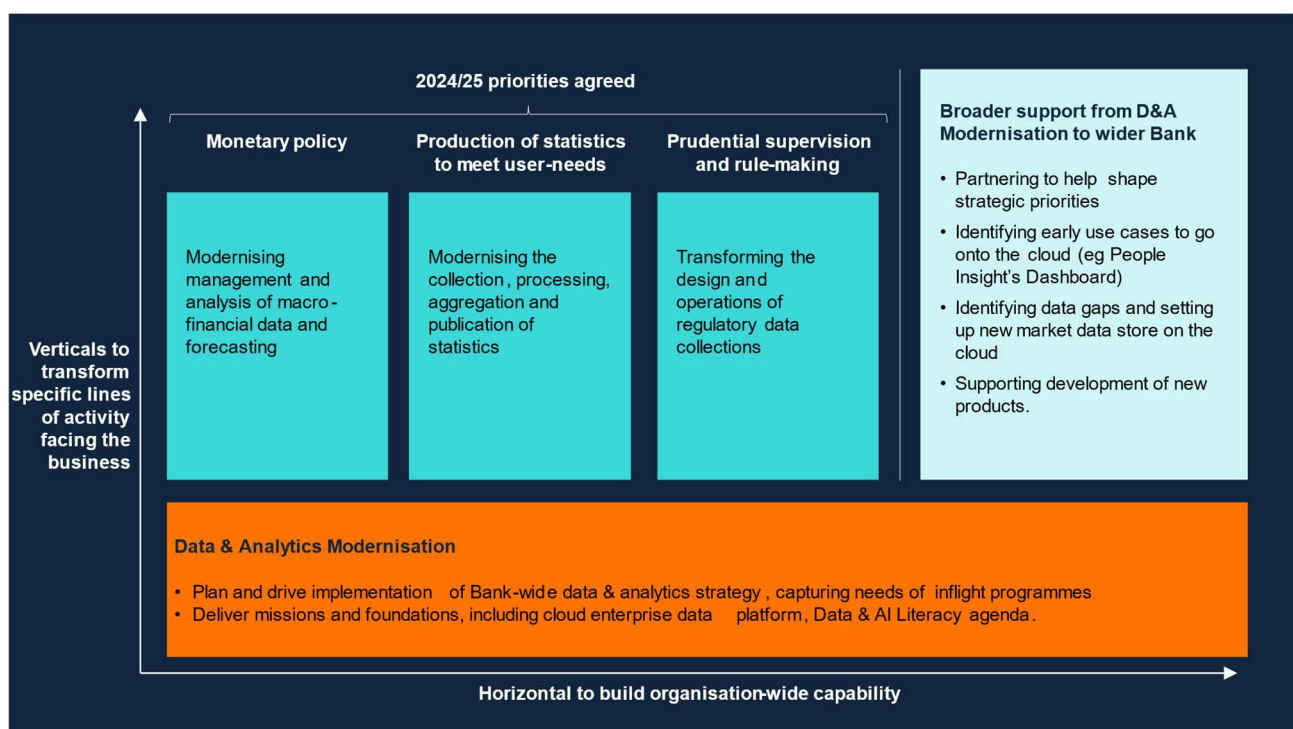 2024/25 priorities agreed
Monetary policy
Production of statistics
to meet user-needs
Prudential supervision
and rule-making
Broader support from D&A
Modernisation to wider Bank
• Partnering to help shape
strategic priorities
• Identifying early use cases to go
onto the cloud (eg People
Insight's Dashboard)
• Identifying data gaps and setting
up new market data store on the
cloud
• Supporting development of new
products.
Modernising
management and
analysis of macro-
financial data and
forecasting
Modernising the
collection, processing,
aggregation and
publication of
statistics
Transforming the
design and
operations of
regulatory data
collections
Verticals to
transform
specific lines
of activity
facing the
business
Data & Analytics Modernisation
• Plan and drive implementation of Bank-wide data & analytics strategy, capturing needs of inflight programmes
• Deliver missions and foundations, including cloud enterprise data platform, Data & AI Literacy agenda.
Horizontal to build organisation-wide capability